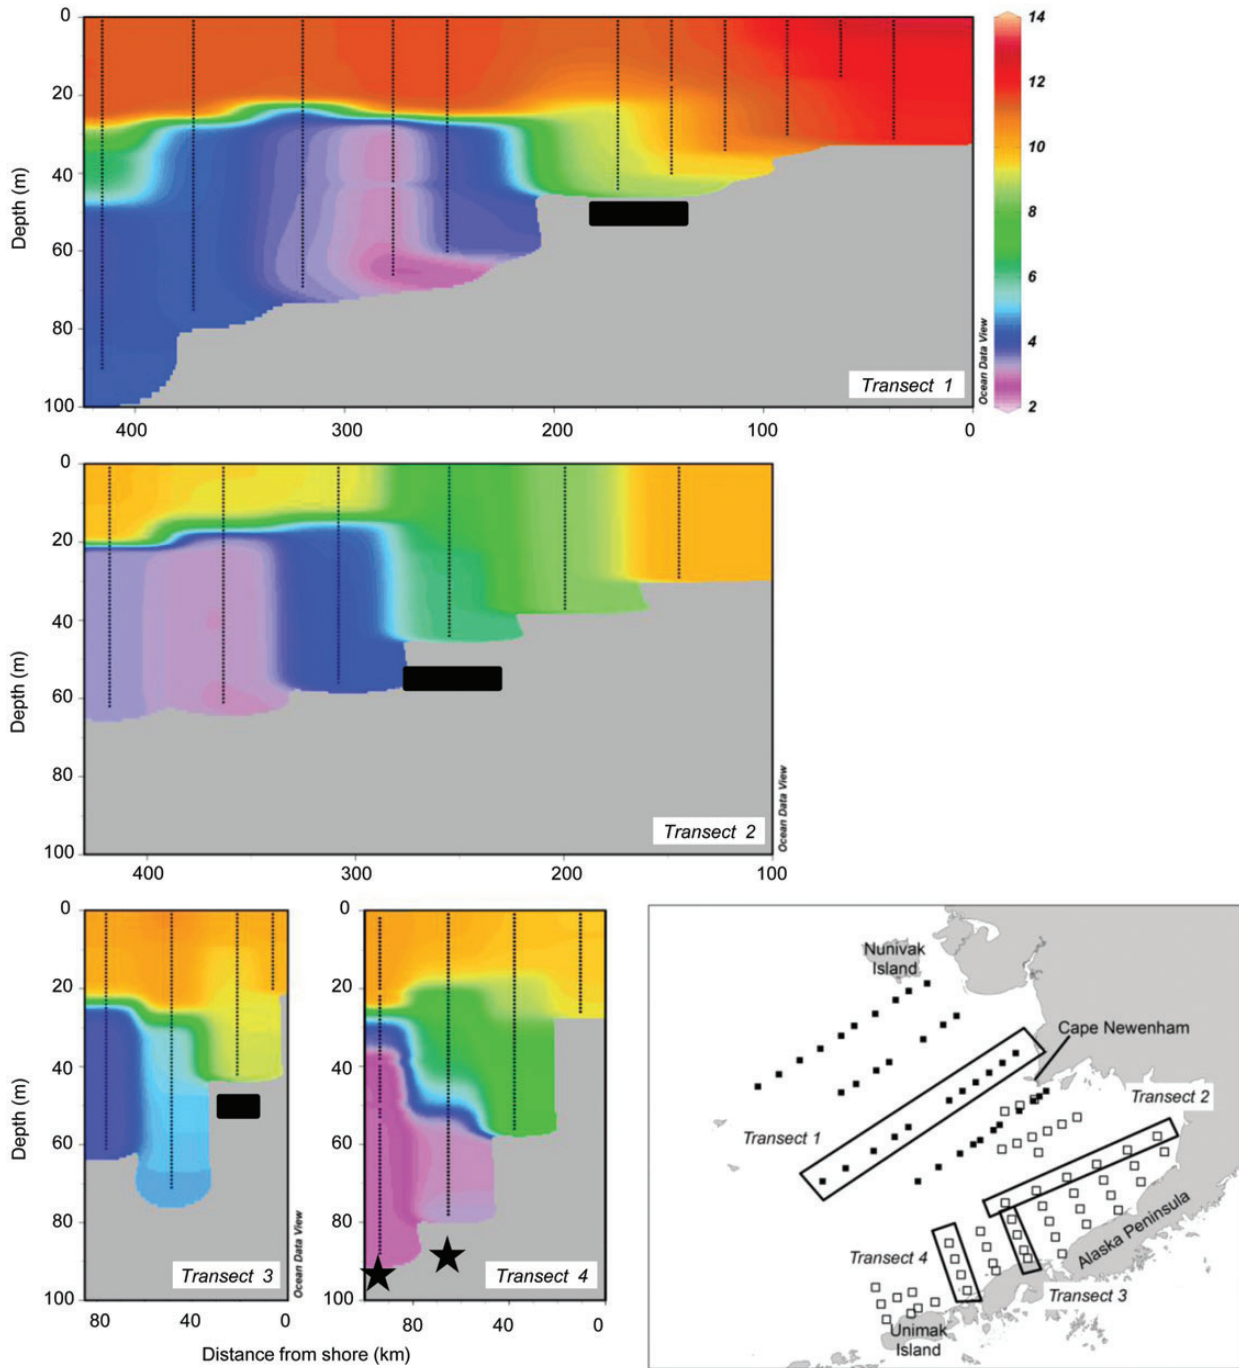 0
20
40
60
80
100
Depth (m)
400
300
200
100
0
Transect 1
Ocean Data View
14
12
10
8
6
4
2
0
20
40
60
80
100
Depth (m)
400
300
200
100
Transect 2
Ocean Data View
0
20
40
60
80
100
Depth (m)
80
60
40
20
0
Transect 3
Ocean Data View
0
20
40
60
80
100
80
60
40
20
0
Transect 4
Distance from shore (km)
Nunivak
Island
Cape Newenham
Transect 2
Transect 1
Alaska Peninsula
Transect 4
Transect 3
Unimak
Island